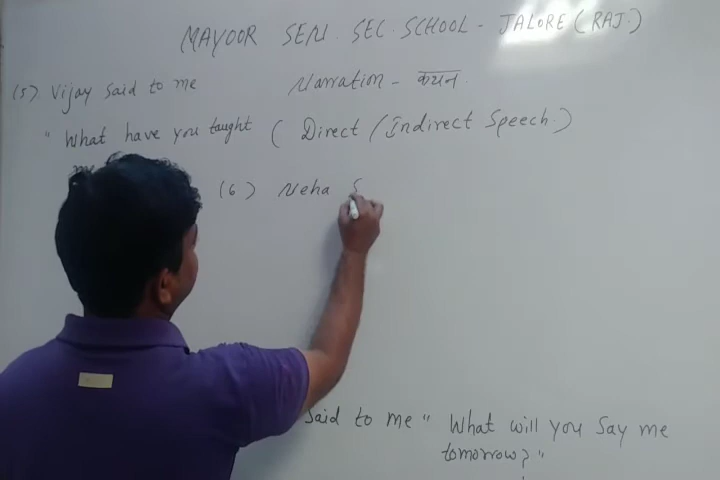 MAYOOR SEN. SEC. SCHOOL - JALORE (RAJ.)
(5) Vijay said to me
Narration - कथन.
" What have you taught
( Direct / Indirect Speech.)
(6) Neha S
said to me " What will you say me
tomorrow? "